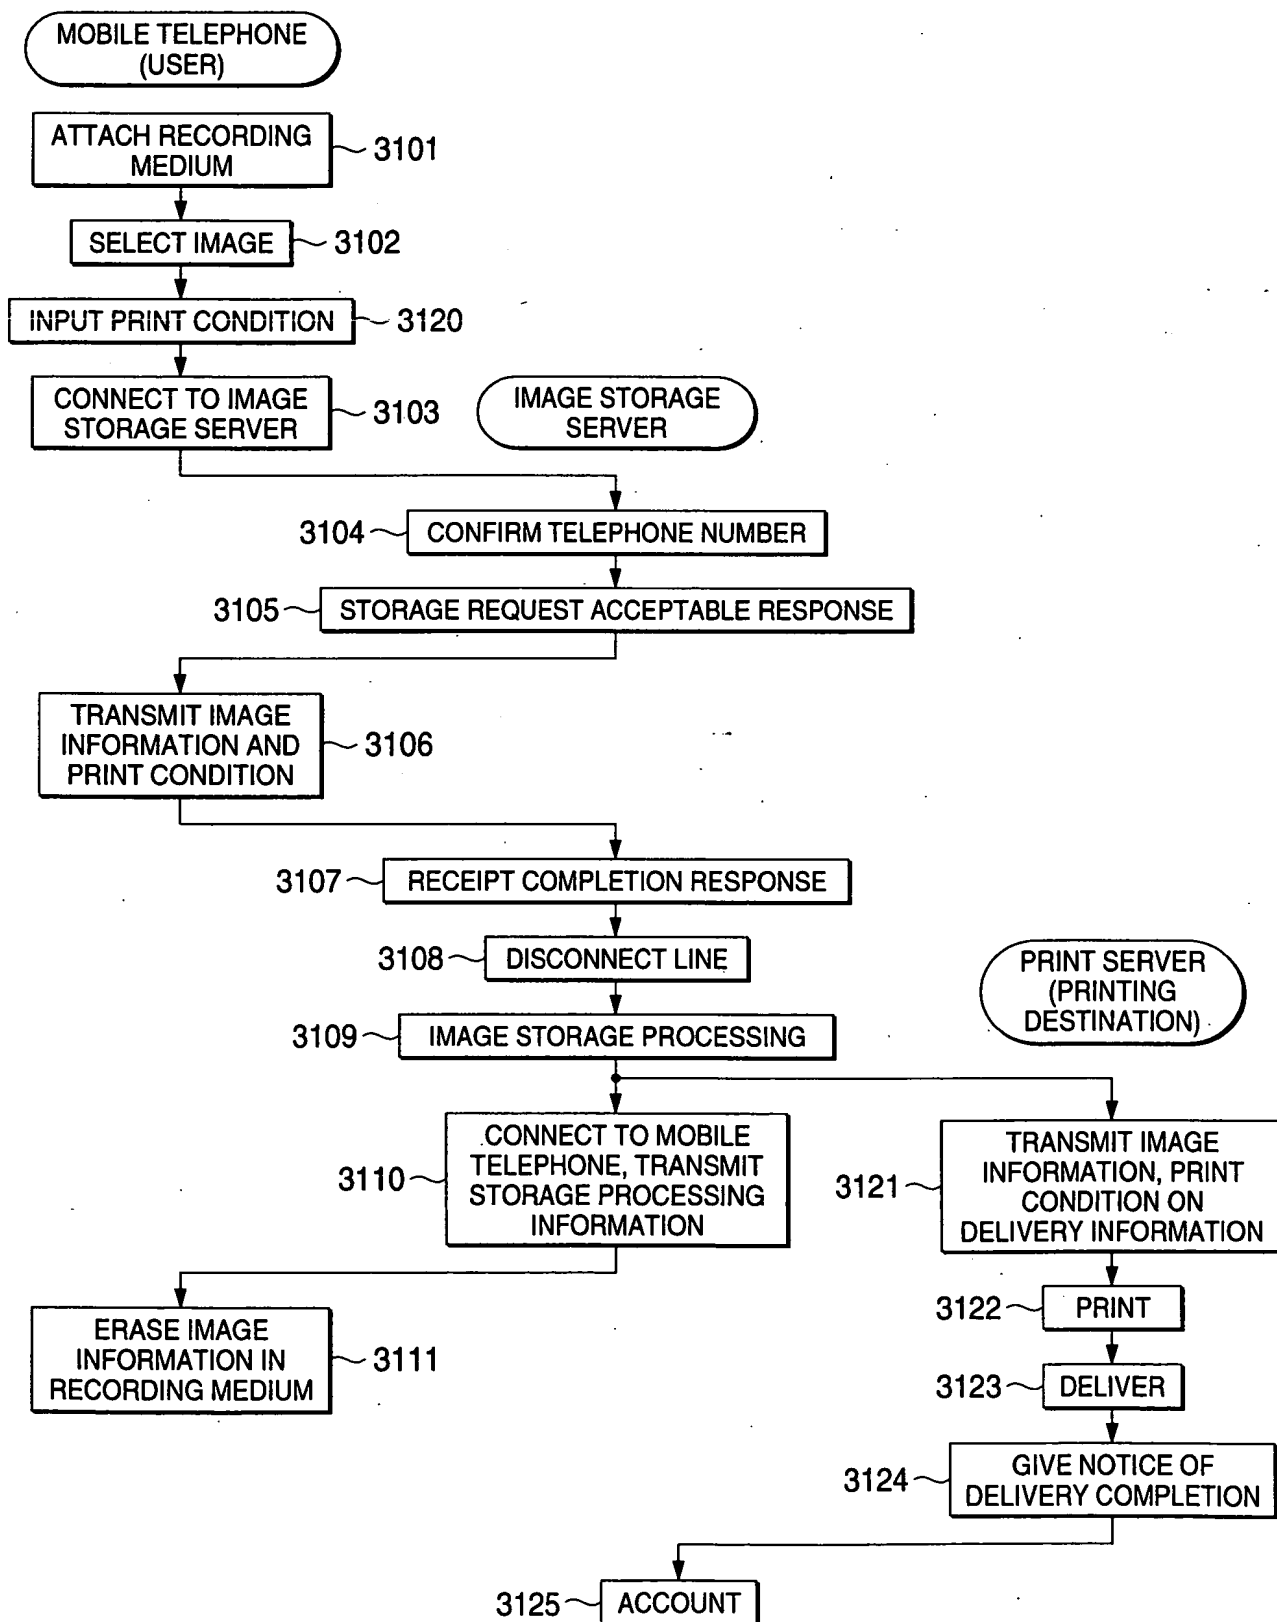 MOBILE TELEPHONE
(USER)
ATTACH RECORDING
MEDIUM
3101
SELECT IMAGE
3102
INPUT PRINT CONDITION
3120
CONNECT TO IMAGE
STORAGE SERVER
3103
IMAGE STORAGE
SERVER
3104
CONFIRM TELEPHONE NUMBER
3105
STORAGE REQUEST ACCEPTABLE RESPONSE
TRANSMIT IMAGE
INFORMATION AND
PRINT CONDITION
3106
3107
RECEIPT COMPLETION RESPONSE
3108
DISCONNECT LINE
3109
IMAGE STORAGE PROCESSING
PRINT SERVER
(PRINTING
DESTINATION)
3110
CONNECT TO MOBILE
TELEPHONE, TRANSMIT
STORAGE PROCESSING
INFORMATION
3121
TRANSMIT IMAGE
INFORMATION, PRINT
CONDITION ON
DELIVERY INFORMATION
ERASE IMAGE
INFORMATION IN
RECORDING MEDIUM
3111
3122
PRINT
3123
DELIVER
3124
GIVE NOTICE OF
DELIVERY COMPLETION
3125
ACCOUNT